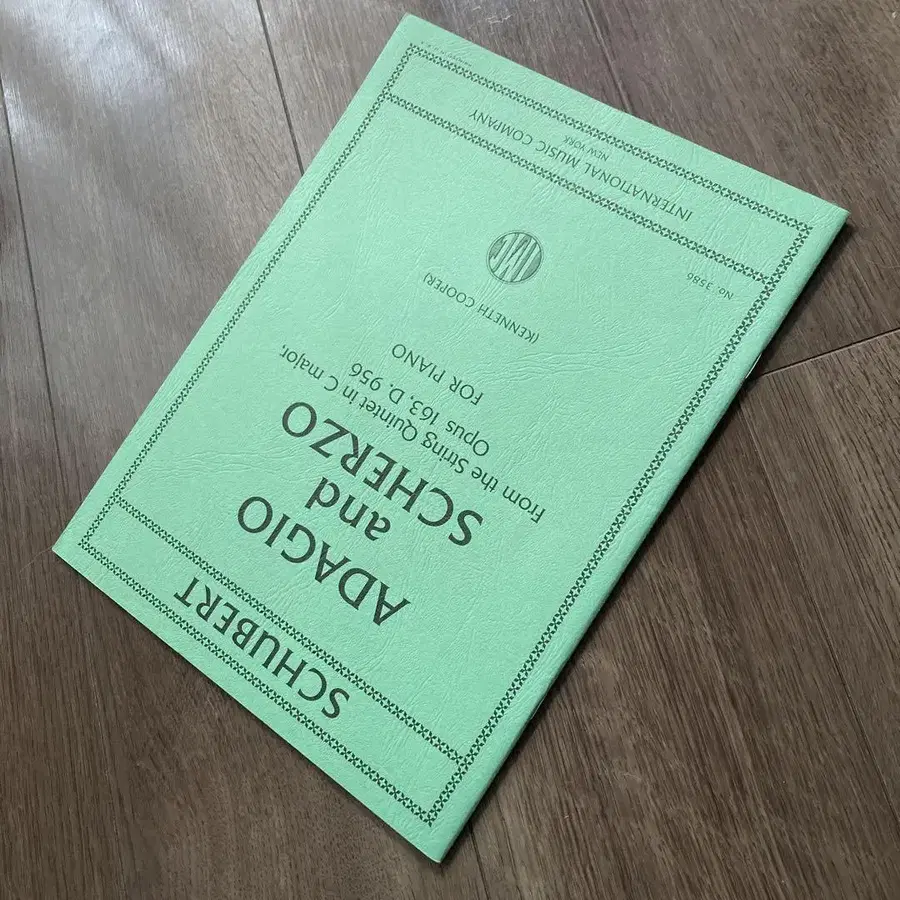 SCHUBERT
ADAGIO
and
SCHERZO
from the String Quintet in C major,
Opus 163, D. 956
FOR PIANO
(KENNETH COOPER)
IMC
No. 3586
INTERNATIONAL MUSIC COMPANY
NEW YORK